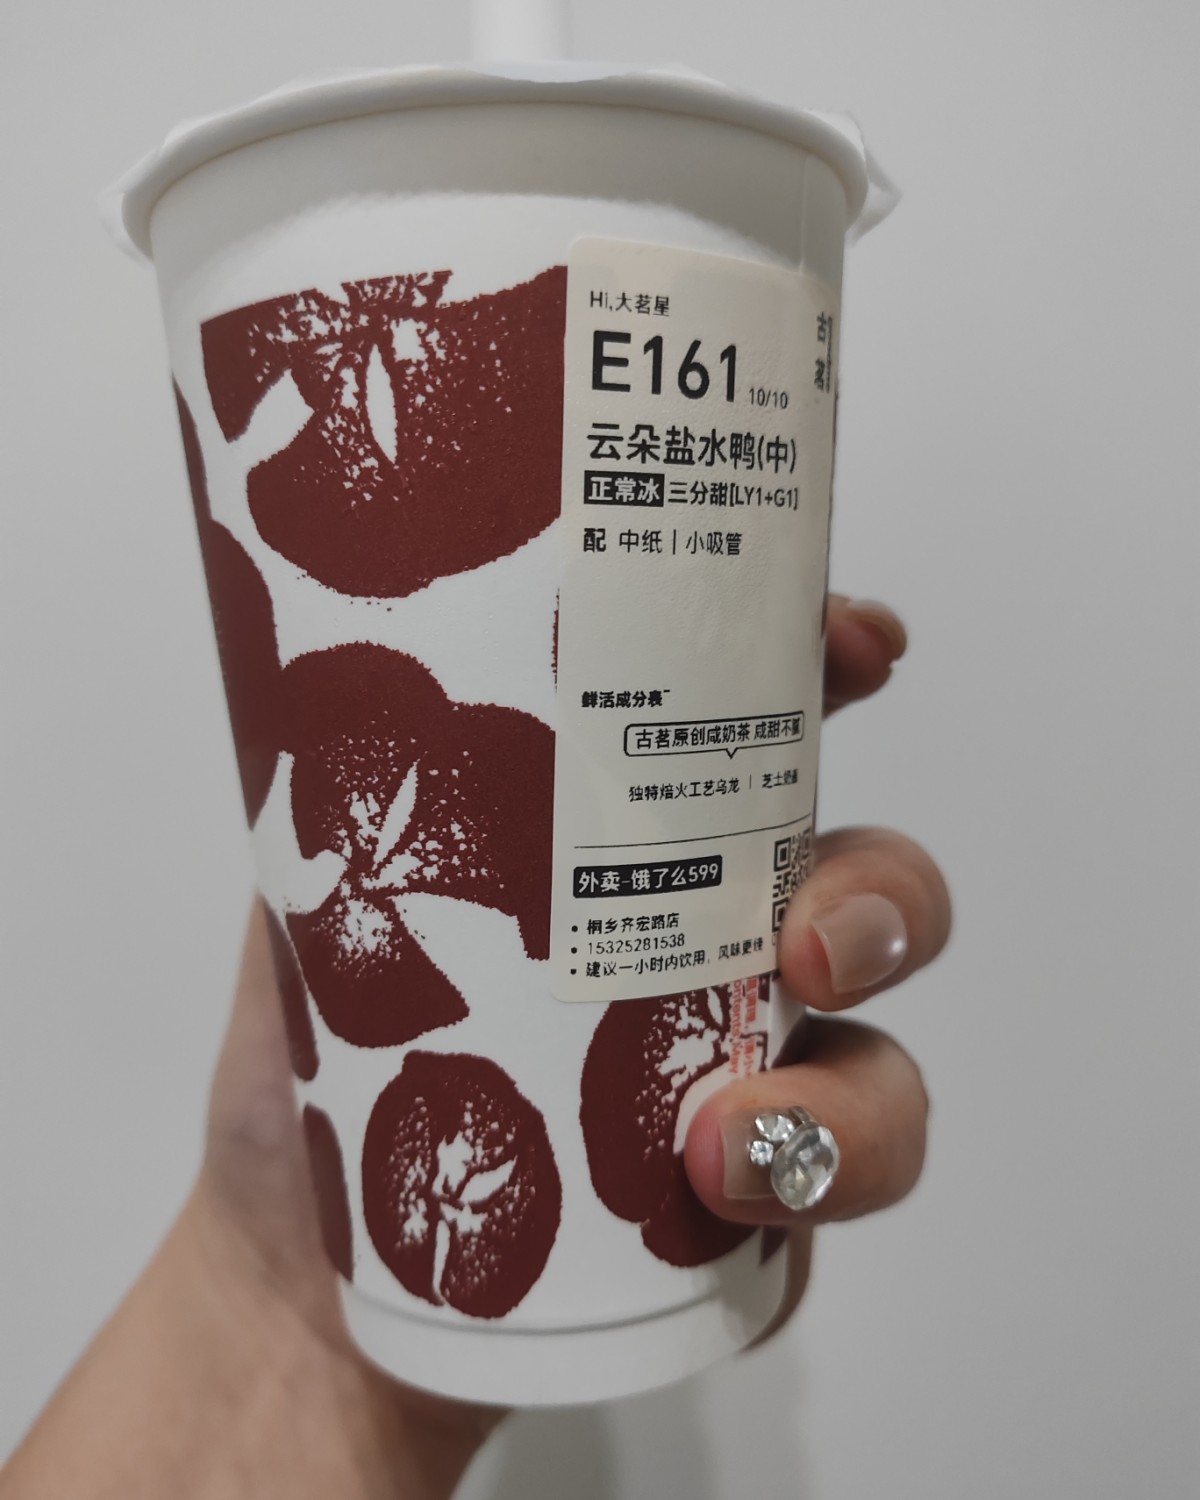 Hi,大茗星
古茗
E161 10/10
云朵盐水鸭(中)
正常冰 三分甜[LY1+G1]
配 中纸 | 小吸管
鲜活成分表
古茗原创咸奶茶 咸甜不腻
独特焙火工艺乌龙 | 芝士奶盖
外卖-饿了么599
• 桐乡齐宏路店
• 15325281538
• 建议一小时内饮用，风味更佳
ontents May